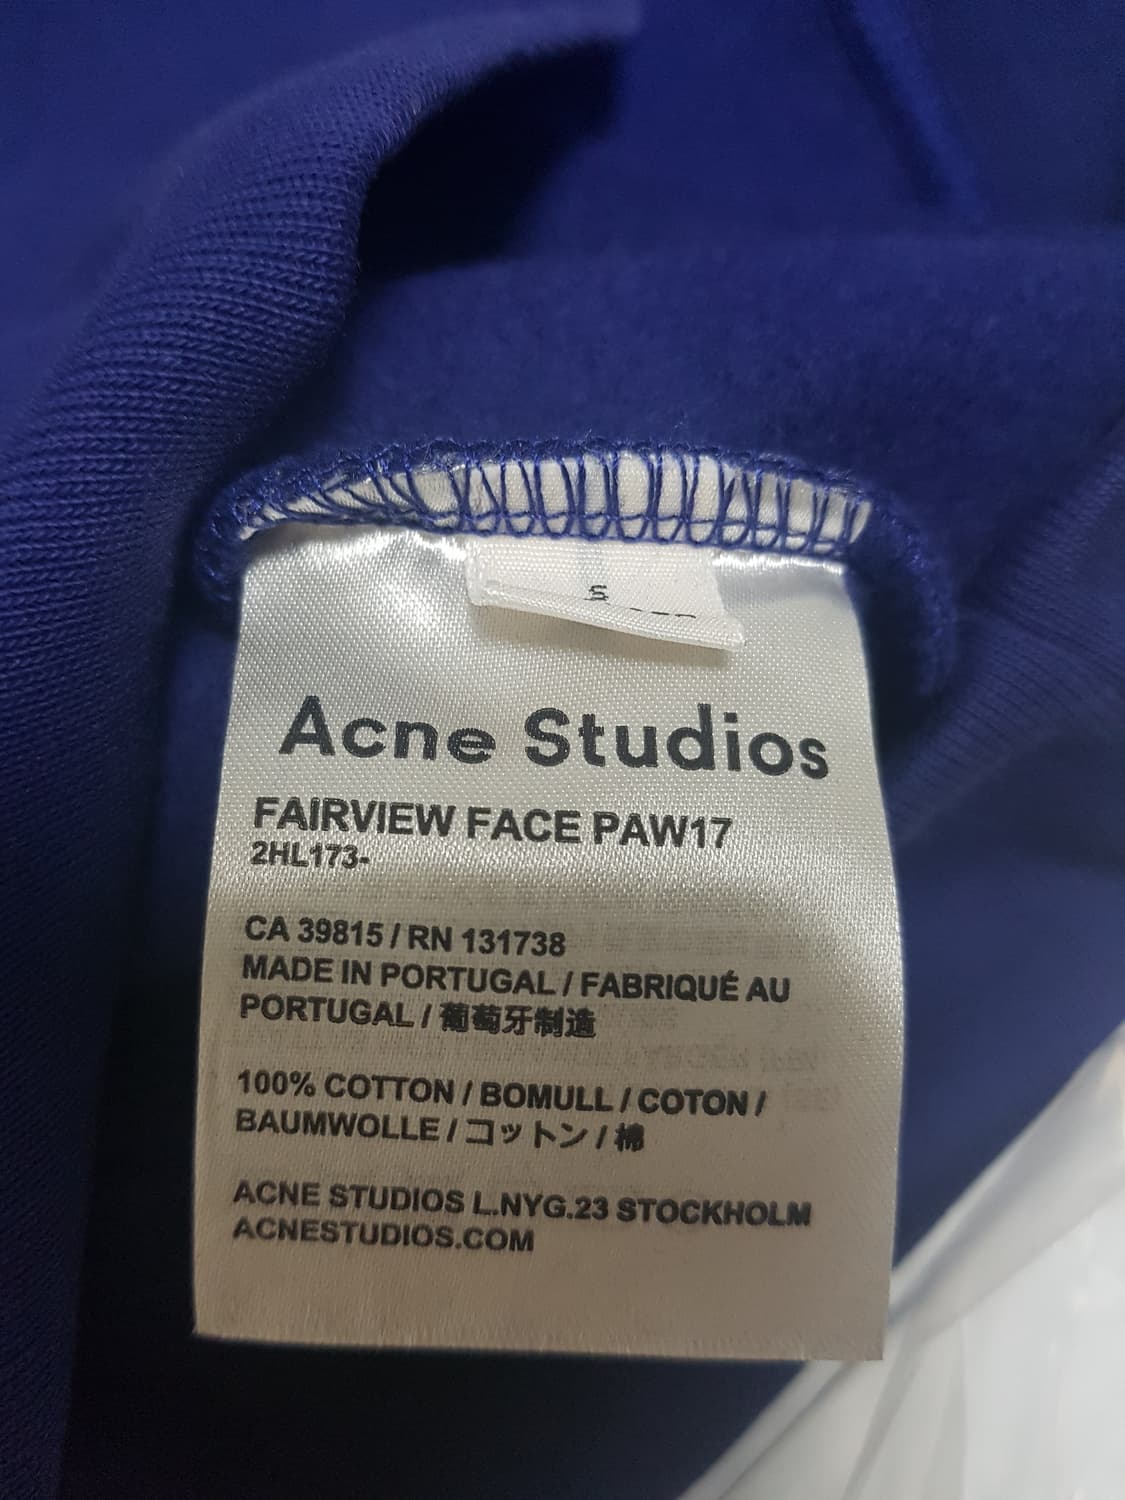 S
Acne Studios
FAIRVIEW FACE PAW17
2HL173-
CA 39815 / RN 131738
MADE IN PORTUGAL / FABRIQUÉ AU
PORTUGAL / 葡萄牙制造
100% COTTON / BOMULL / COTON /
BAUMWOLLE / コットン / 棉
ACNE STUDIOS L.NYG.23 STOCKHOLM
ACNESTUDIOS.COM